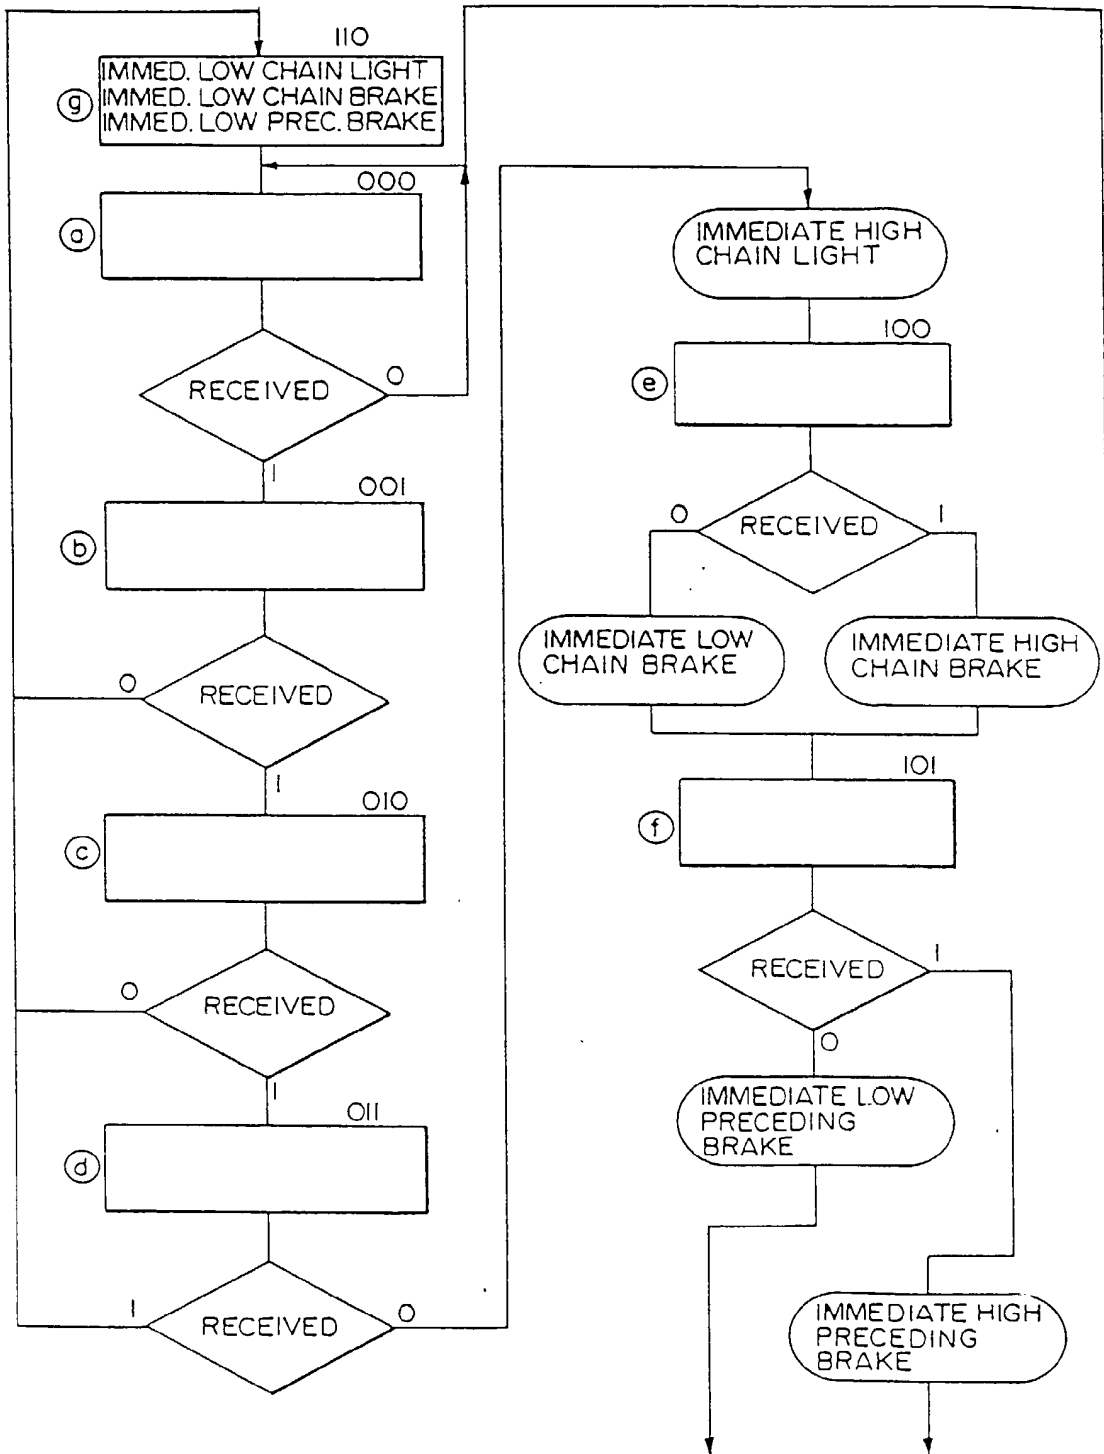 110
IMMED. LOW CHAIN LIGHT
IMMED. LOW CHAIN BRAKE
IMMED. LOW PREC. BRAKE
g
000
a
RECEIVED
0
1
001
b
RECEIVED
0
1
010
c
RECEIVED
0
1
011
d
RECEIVED
1
0
IMMEDIATE HIGH
CHAIN LIGHT
100
e
RECEIVED
0
1
IMMEDIATE LOW
CHAIN BRAKE
IMMEDIATE HIGH
CHAIN BRAKE
101
f
RECEIVED
1
0
IMMEDIATE LOW
PRECEDING
BRAKE
IMMEDIATE HIGH
PRECEDING
BRAKE